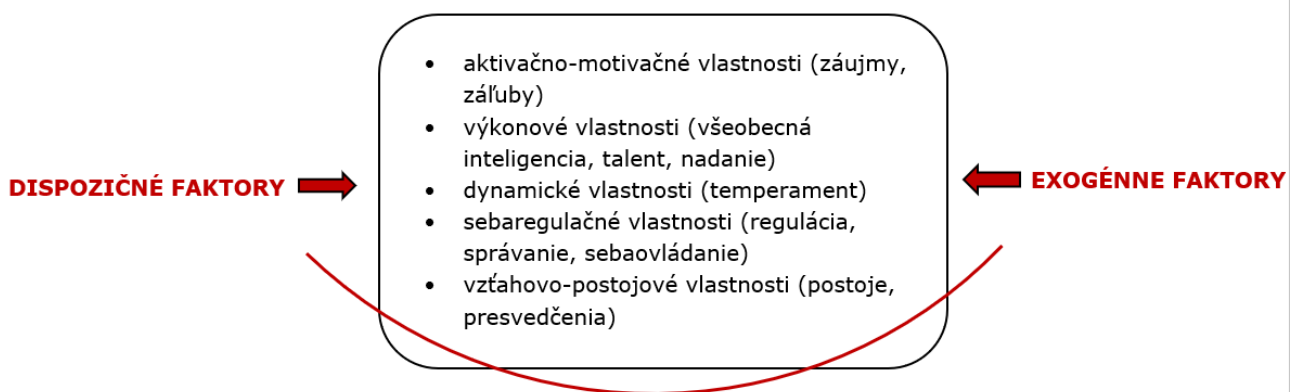 • aktivačno-motivačné vlastnosti (záujmy,
záľuby)
• výkonové vlastnosti (všeobecná
inteligencia, talent, nadanie)
DISPOZIČNÉ FAKTORY
• dynamické vlastnosti (temperament)
EXOGÉNNE FAKTORY
• sebaregulačné vlastnosti (regulácia,
správanie, sebaovládanie)
• vzťahovo-postojové vlastnosti (postoje,
presvedčenia)